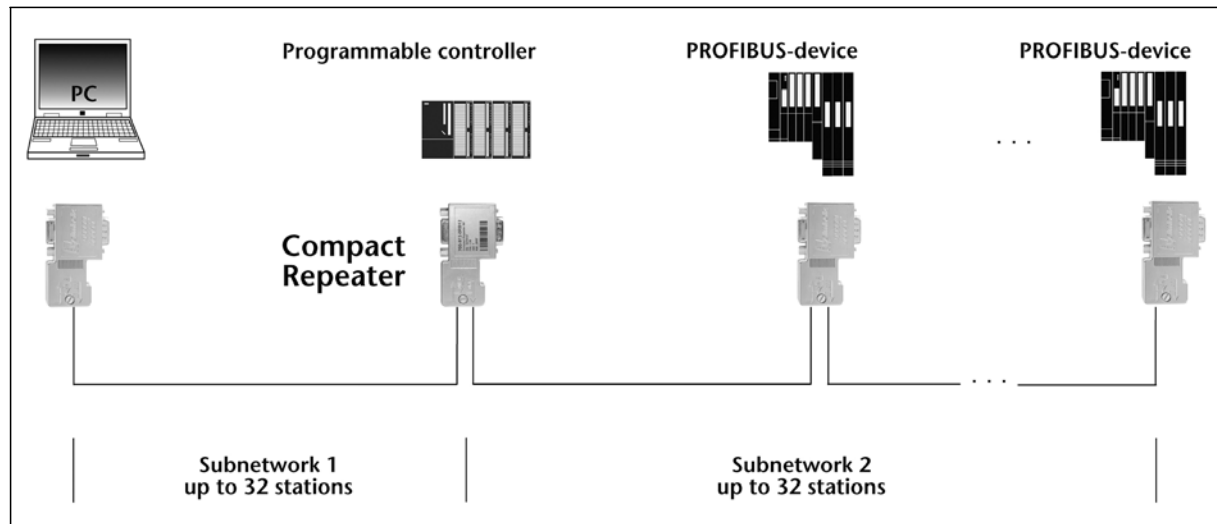 PC
Programmable controller
PROFIBUS-device
PROFIBUS-device
. . .
Compact
Repeater
. . .
Subnetwork 1
up to 32 stations
Subnetwork 2
up to 32 stations